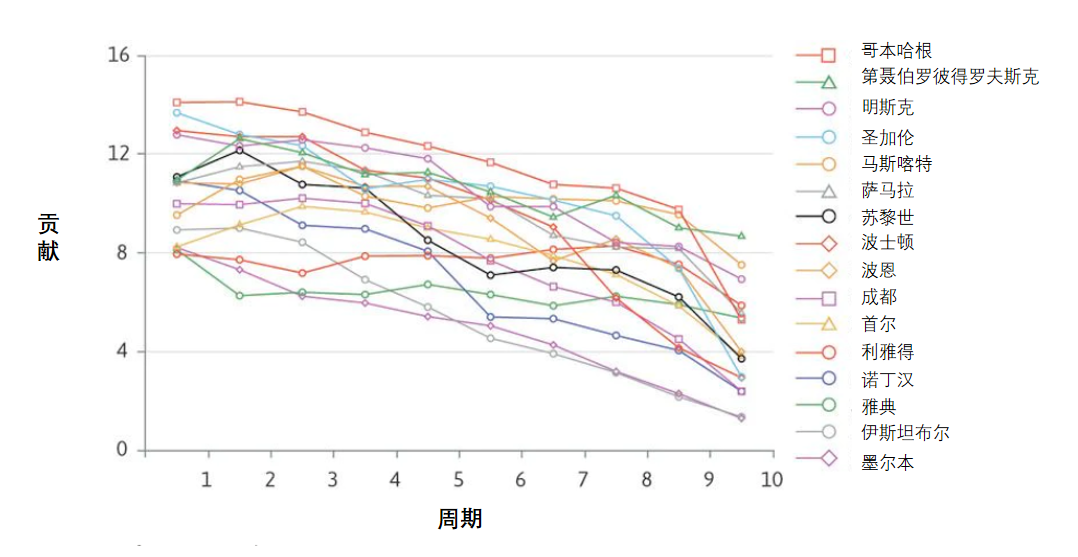 16
12
8
4
0
贡
献
1 2 3 4 5 6 7 8 9 10
周期
哥本哈根
第聂伯罗彼得罗夫斯克
明斯克
圣加伦
马斯喀特
萨马拉
苏黎世
波士顿
波恩
成都
首尔
利雅得
诺丁汉
雅典
伊斯坦布尔
墨尔本